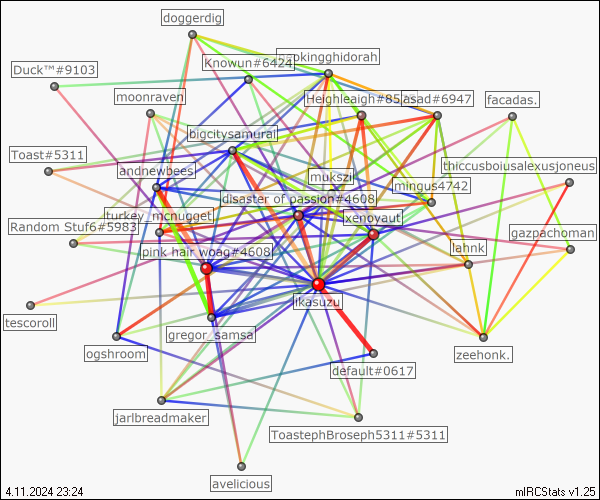 doggerdig
Knowun#6424
Duck™#9103
moonraven
Heighleaigh#85
asad#6947
facadas.
bigcitysamurai
Toast#5311
andnewbees
thiccusboiusalexusjoneus
mukszil
mingus4742
disaster of passion#4608
turkey_mcnugget
xenoyaut
Random Stuf6#5983
gazpachoman
pink hair woag#4608
lahnk
ikasuzu
tescoroll
gregor_samsa
ogshroom
zeehonk.
default#0617
jarlbreadmaker
ToastephBroseph5311#5311
avelicious
4.11.2024 23:24
mIRCStats v1.25